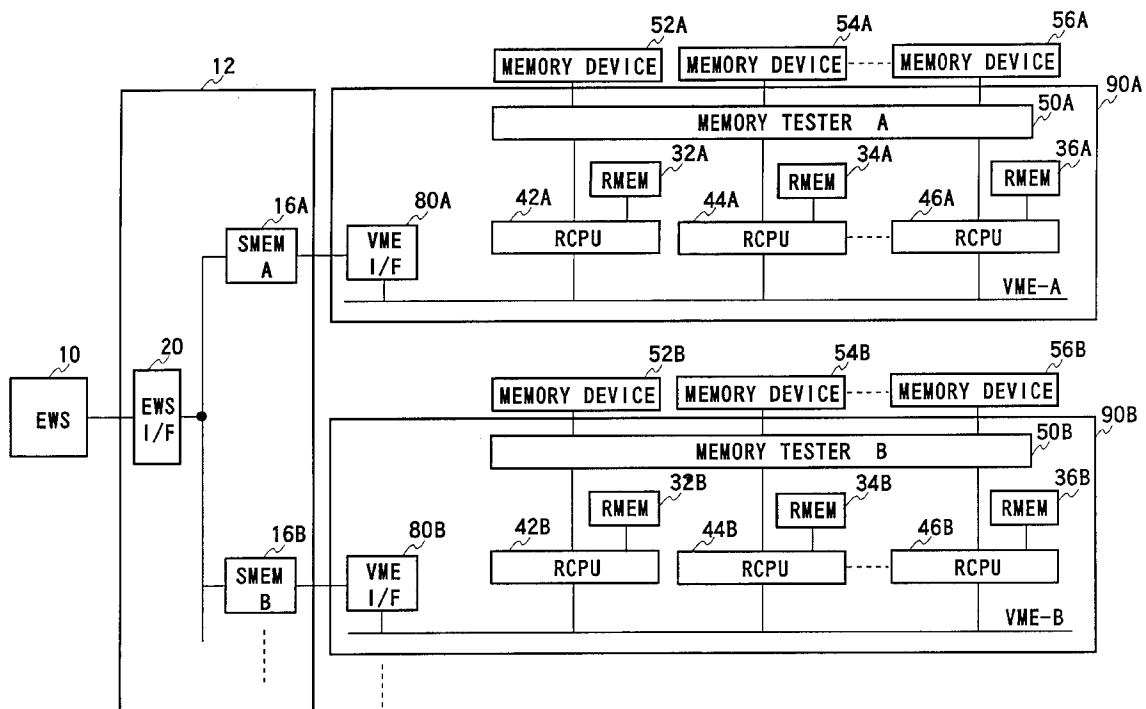 52A 54A 56A
MEMORY DEVICE MEMORY DEVICE MEMORY DEVICE
12 90A
50A
MEMORY TESTER A
32A 34A 36A
RMEM RMEM RMEM
16A 80A 42A 44A 46A
SMEM A
VME I/F
RCPU RCPU RCPU
VME-A
10 20
EWS
EWS I/F
52B 54B 56B
MEMORY DEVICE MEMORY DEVICE MEMORY DEVICE
90B
50B
MEMORY TESTER B
32B 34B 36B
RMEM RMEM RMEM
16B 80B 42B 44B 46B
SMEM B
VME I/F
RCPU RCPU RCPU
VME-B